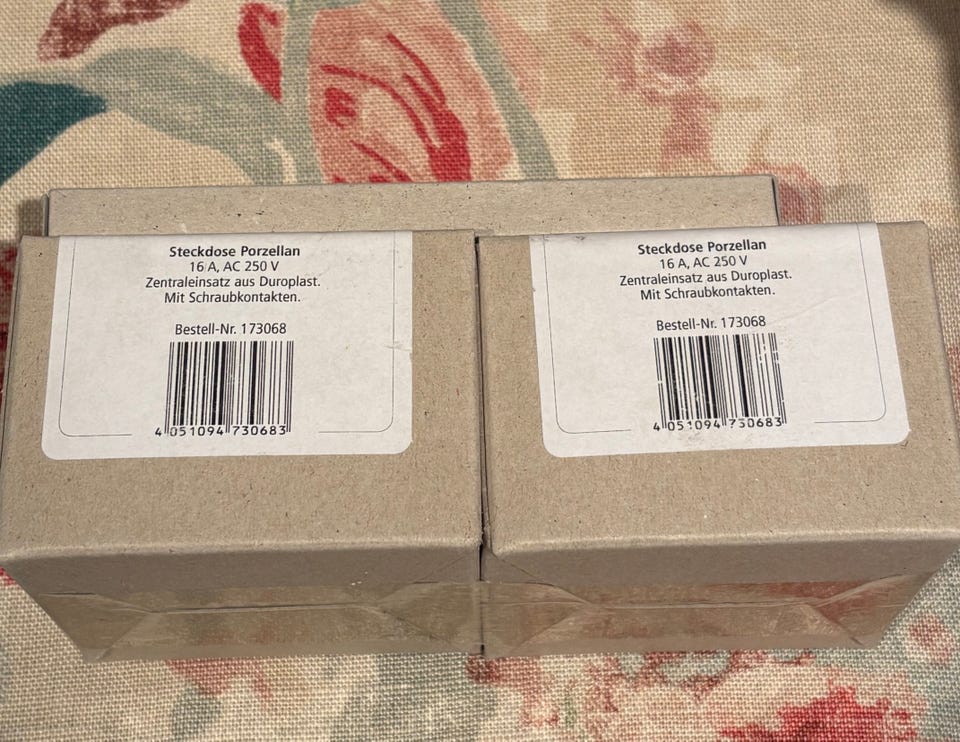 Steckdose Porzellan
16 A, AC 250 V
Zentraleinsatz aus Duroplast.
Mit Schraubkontakten.
Bestell-Nr. 173068
4 051094 730683
Steckdose Porzellan
16 A, AC 250 V
Zentraleinsatz aus Duroplast.
Mit Schraubkontakten.
Bestell-Nr. 173068
4 051094 730683